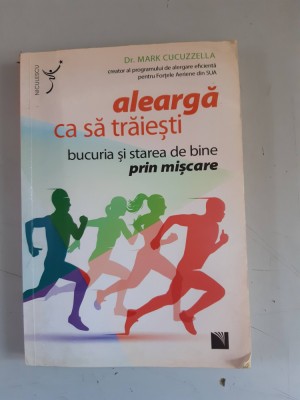 NICULESCU
Dr. MARK CUCUZZELLA
creator al programului de alergare eficientă
pentru Forțele Aeriene din SUA
aleargă
ca să trăiești
bucuria și starea de bine
prin mișcare